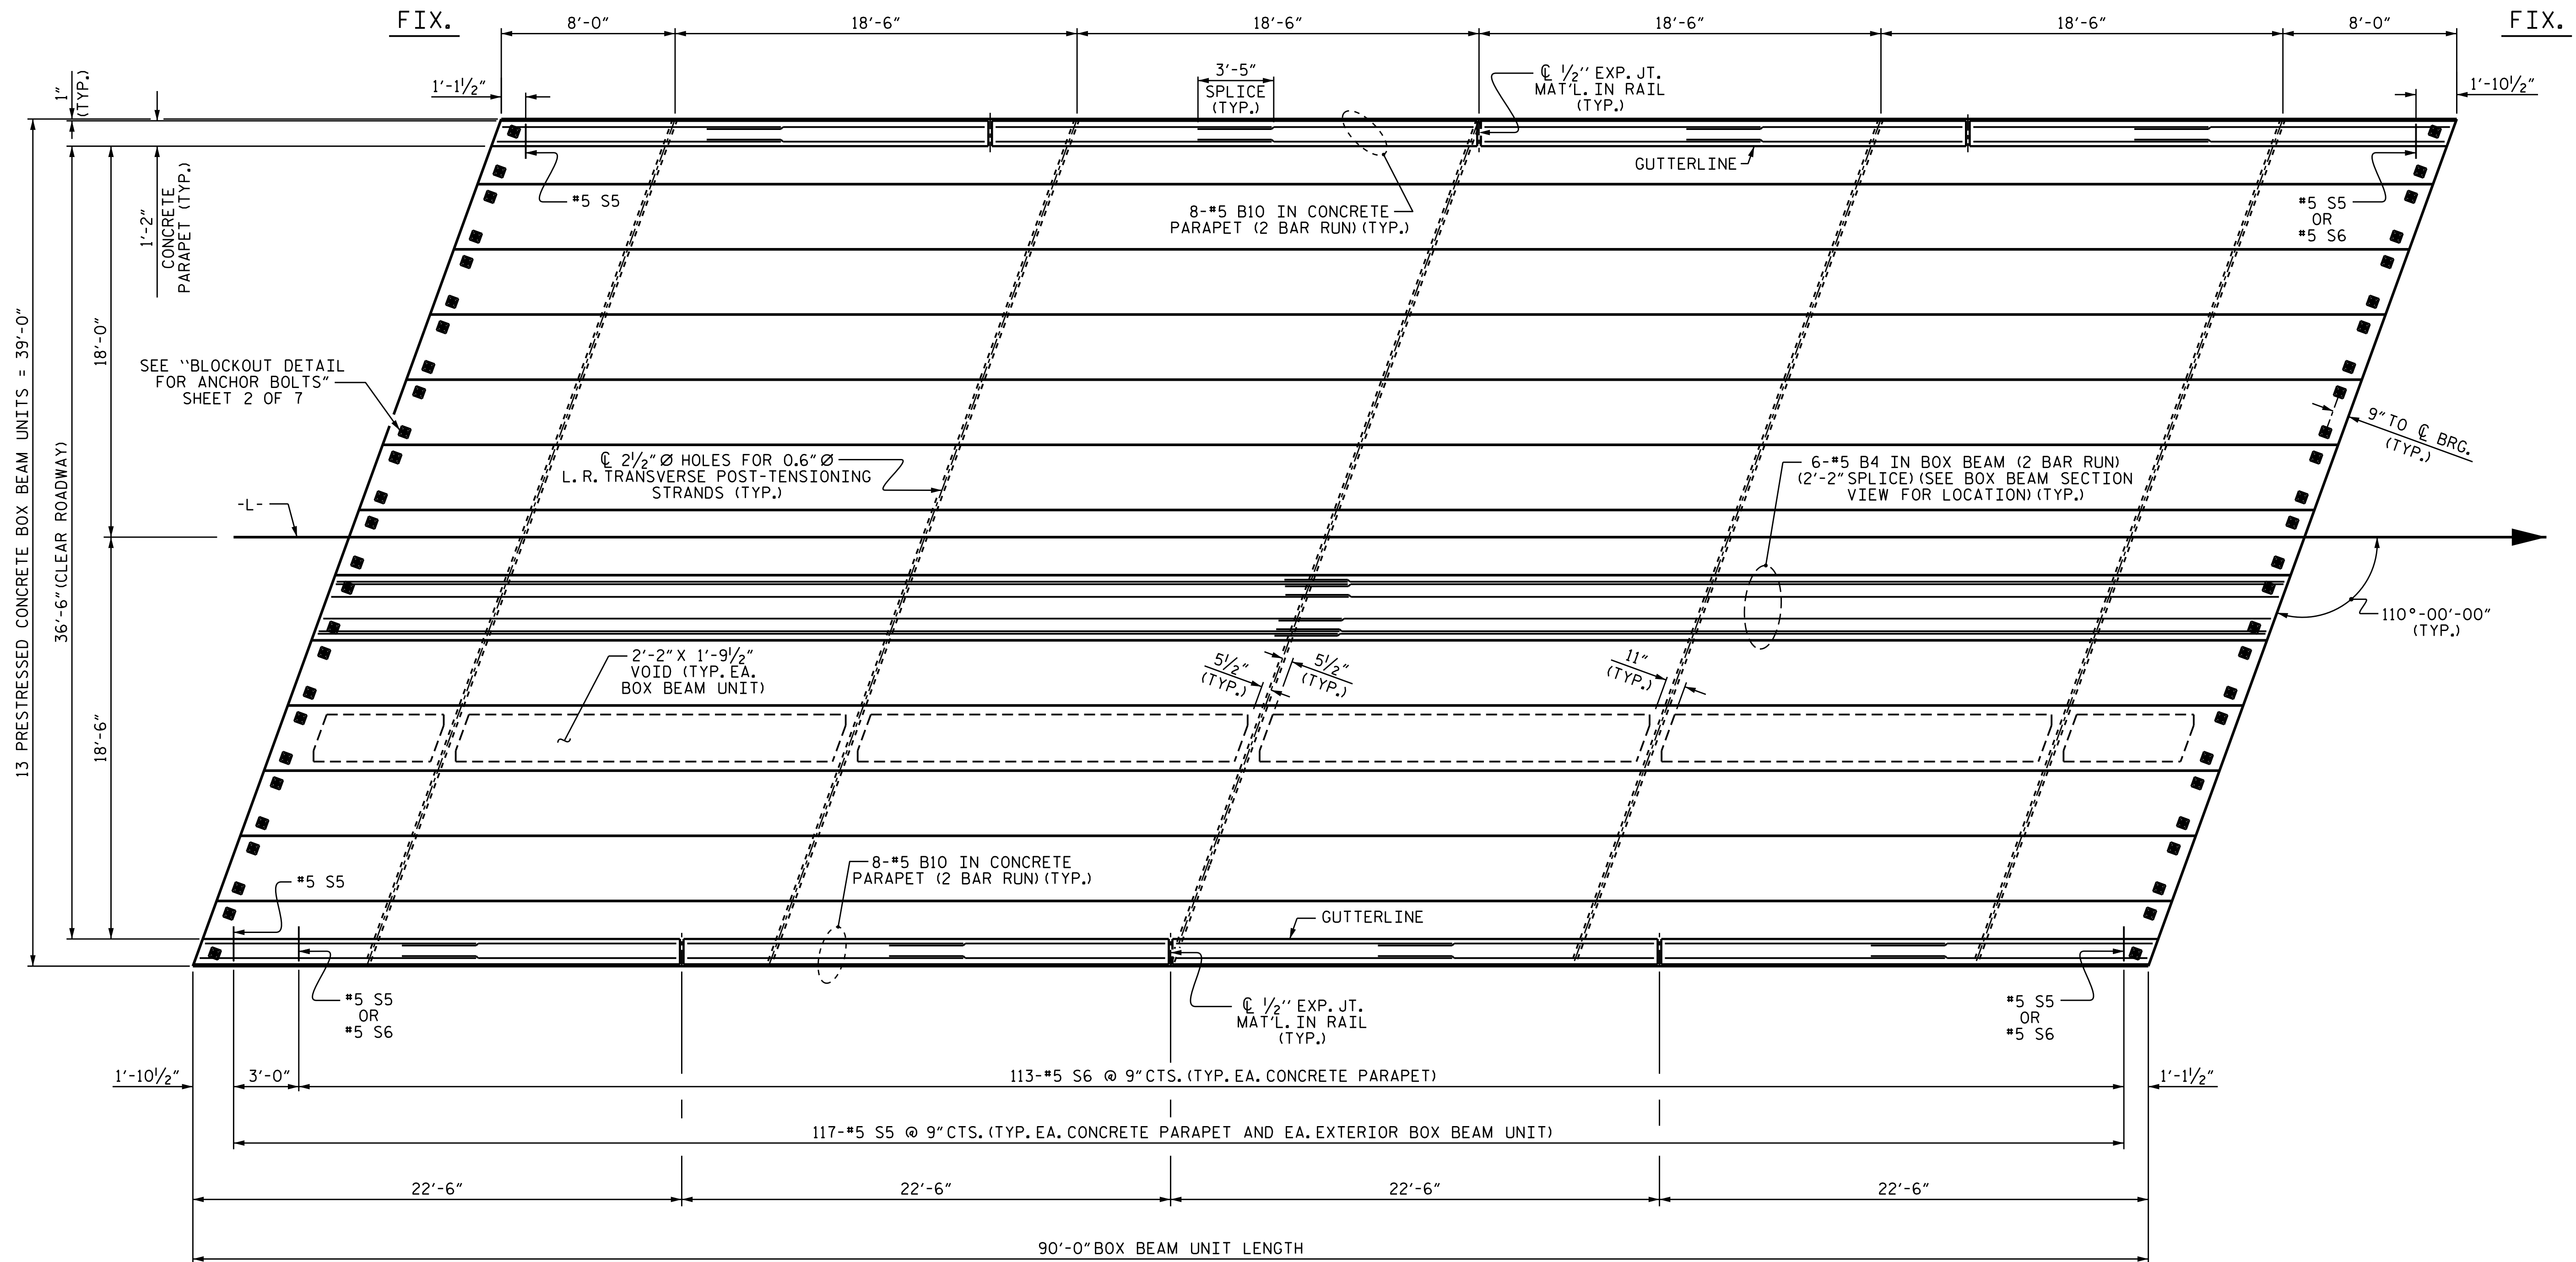 FIX.
FIX.
8'-0"
18'-6"
18'-6"
18'-6"
18'-6"
8'-0"
1"
(TYP.)
1'-1½"
3'-5"
SPLICE
(TYP.)
℄ ½'' EXP. JT.
MAT'L. IN RAIL
(TYP.)
1'-10½"
1'-2"
CONCRETE
PARAPET (TYP.)
#5 S5
8-#5 B10 IN CONCRETE
PARAPET (2 BAR RUN) (TYP.)
GUTTERLINE
#5 S5
OR
#5 S6
13 PRESTRESSED CONCRETE BOX BEAM UNITS = 39'-0"
36'-6" (CLEAR ROADWAY)
18'-0"
18'-6"
SEE ``BLOCKOUT DETAIL
FOR ANCHOR BOLTS"
SHEET 2 OF 7
℄ 2½" Ø HOLES FOR 0.6" Ø
L. R. TRANSVERSE POST-TENSIONING
STRANDS (TYP.)
9" TO ℄ BRG.
(TYP.)
6-#5 B4 IN BOX BEAM (2 BAR RUN)
(2'-2" SPLICE) (SEE BOX BEAM SECTION
VIEW FOR LOCATION) (TYP.)
-L-
110°-00'-00"
(TYP.)
2'-2" X 1'-9½"
VOID (TYP. EA.
BOX BEAM UNIT)
5½"
(TYP.)
5½"
(TYP.)
11"
(TYP.)
8-#5 B10 IN CONCRETE
PARAPET (2 BAR RUN) (TYP.)
#5 S5
GUTTERLINE
#5 S5
OR
#5 S6
℄ ½'' EXP. JT.
MAT'L. IN RAIL
(TYP.)
#5 S5
OR
#5 S6
1'-10½"
3'-0"
113-#5 S6 @ 9" CTS. (TYP. EA. CONCRETE PARAPET)
1'-1½"
117-#5 S5 @ 9" CTS. (TYP. EA. CONCRETE PARAPET AND EA. EXTERIOR BOX BEAM UNIT)
22'-6"
22'-6"
22'-6"
22'-6"
90'-0" BOX BEAM UNIT LENGTH